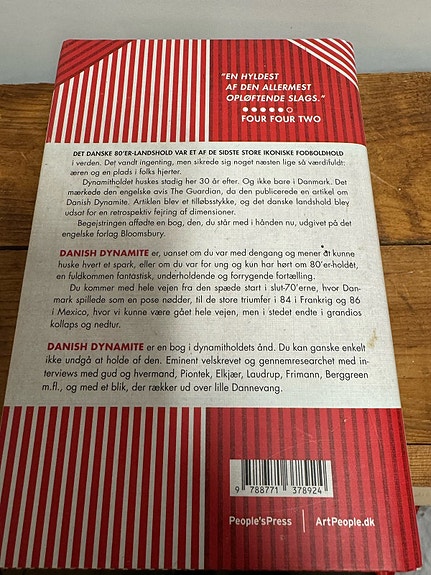 "EN HYLDEST
AF DEN ALLERMEST
OPLØFTENDE SLAGS."
●●●●●○
FOUR FOUR TWO
DET DANSKE 80'ER-LANDSHOLD VAR ET AF DE SIDSTE STORE IKONISKE FODBOLDHOLD
i verden. Det vandt ingenting, men sikrede sig noget næsten lige så værdifuldt:
æren og en plads i folks hjerter.
Dynamitholdet huskes stadig her 30 år efter. Og ikke bare i Danmark. Det
mærkede den engelske avis The Guardian, da den publicerede en artikel om
Danish Dynamite. Artiklen blev et tilløbsstykke, og det danske landshold blev
udsat for en retrospektiv fejring af dimensioner.
Begejstringen affødte en bog, den, du står med i hånden nu, udgivet på det
engelske forlag Bloomsbury.
DANISH DYNAMITE er, uanset om du var med dengang og mener at kunne
huske hvert et spark, eller om du var for ung og kun har hørt om 80'er-holdet,
en fuldkommen fantastisk, underholdende og forrygende fortælling.
Du kommer med hele vejen fra den spæde start i slut-70'erne, hvor Dan-
mark spillede som en pose nødder, til de store triumfer i 84 i Frankrig og 86
i Mexico, hvor vi kunne være gået hele vejen, men i stedet endte i grandios
kollaps og nedtur.
DANISH DYNAMITE er en bog i dynamitholdets ånd. Du kan ganske enkelt
ikke undgå at holde af den. Eminent velskrevet og gennemresearchet med in-
terviews med gud og hvermand, Piontek, Elkjær, Laudrup, Frimann, Berggreen
m.fl., og med et blik, der rækker ud over lille Dannevang.
9 788771 378924
People'sPress | ArtPeople.dk